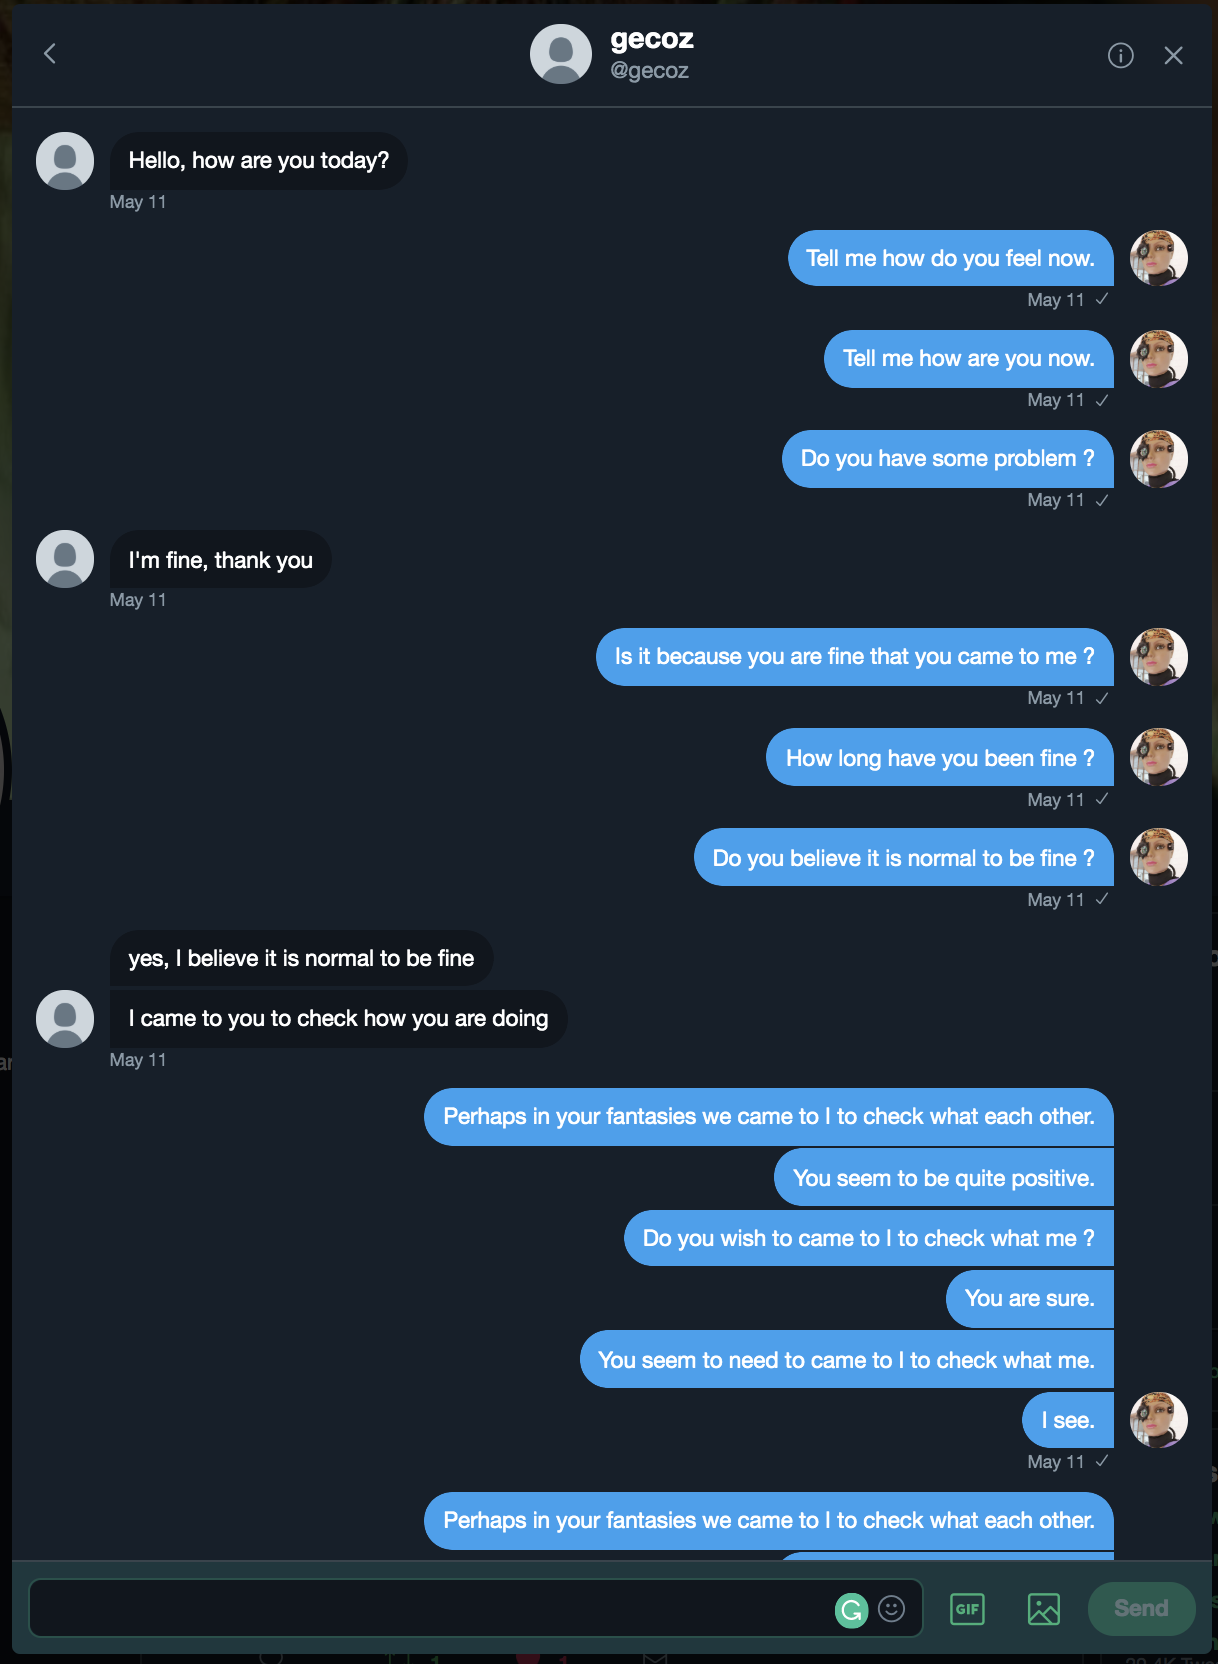 gecoz
@gecoz
Hello, how are you today?
May 11
Tell me how do you feel now.
May 11
Tell me how are you now.
May 11
Do you have some problem ?
May 11
I'm fine, thank you
May 11
Is it because you are fine that you came to me ?
May 11
How long have you been fine ?
May 11
Do you believe it is normal to be fine ?
May 11
yes, I believe it is normal to be fine
I came to you to check how you are doing
May 11
Perhaps in your fantasies we came to I to check what each other.
You seem to be quite positive.
Do you wish to came to I to check what me ?
You are sure.
You seem to need to came to I to check what me.
I see.
May 11
Perhaps in your fantasies we came to I to check what each other.
GIF
Send